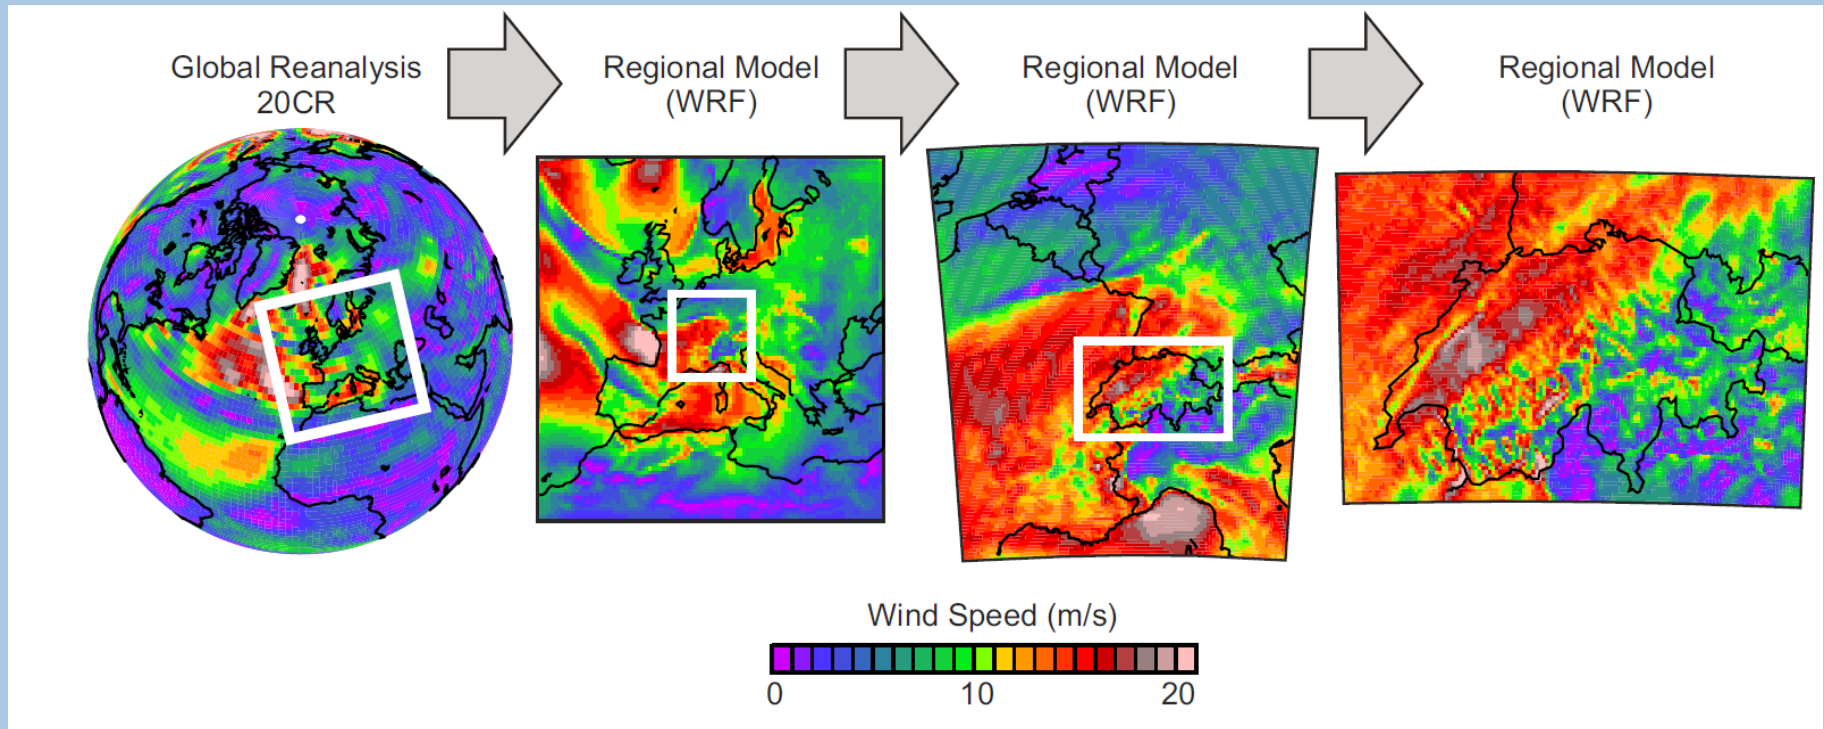 Global Reanalysis
20CR
Regional Model
(WRF)
Regional Model
(WRF)
Regional Model
(WRF)
Wind Speed (m/s)
0 10 20